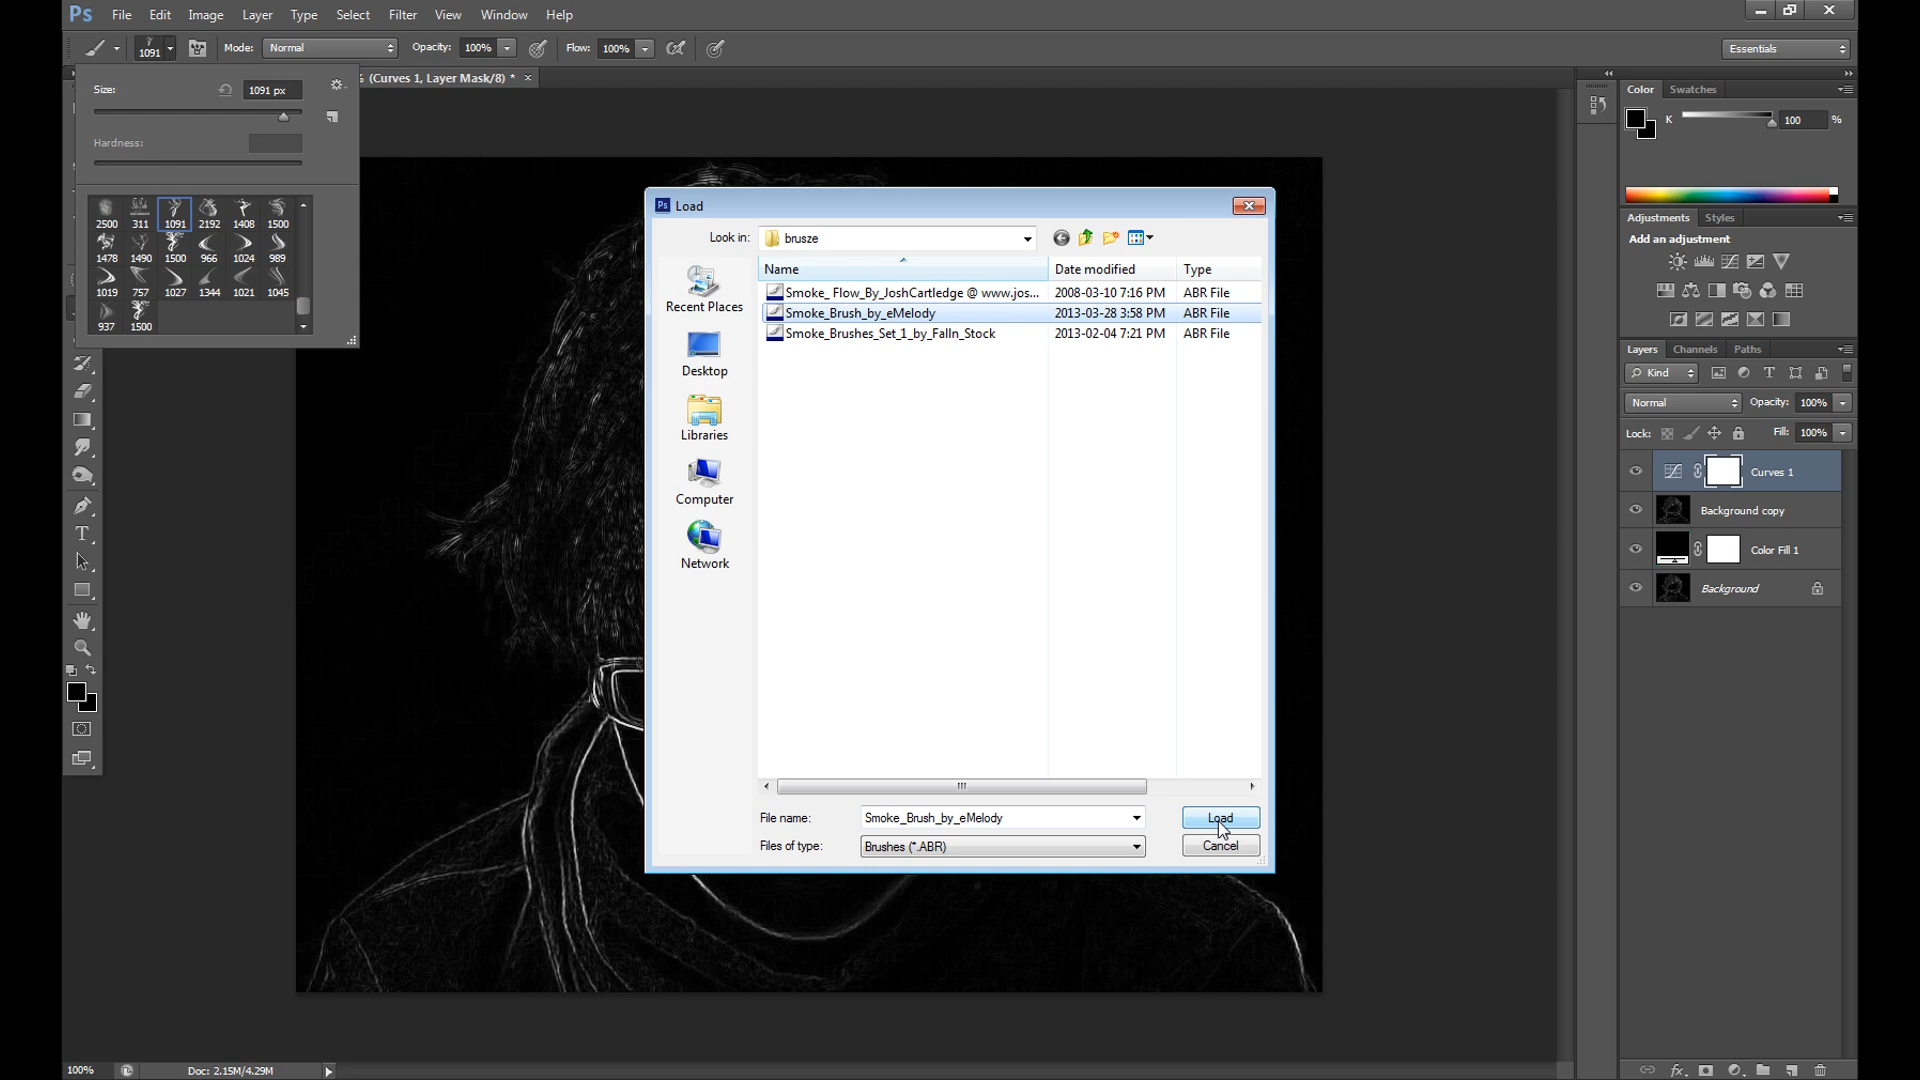 Ps File Edit Image Layer Type Select Filter View Window Help
1091 Mode: Normal Opacity: 100% Flow: 100% Essentials
(Curves 1, Layer Mask/8) * ×
Size: 1091 px
Hardness:
2500 311 1091 2192 1408 1500
1478 1490 1500 966 1024 989
1019 757 1027 1344 1021 1045
937 1500
Ps Load
Look in: brusze
Name Date modified Type
Smoke_ Flow_By_JoshCartledge @ www.jos... 2008-03-10 7:16 PM ABR File
Smoke_Brush_by_eMelody 2013-03-28 3:58 PM ABR File
Smoke_Brushes_Set_1_by_Falln_Stock 2013-02-04 7:21 PM ABR File
Recent Places
Desktop
Libraries
Computer
Network
File name: Smoke_Brush_by_eMelody Load
Files of type: Brushes (*.ABR) Cancel
Color Swatches
K 100 %
Adjustments Styles
Add an adjustment
Layers Channels Paths
Kind T
Normal Opacity: 100%
Lock: Fill: 100%
Curves 1
Background copy
Color Fill 1
Background
T
fx
100% Doc: 2.15M/4.29M